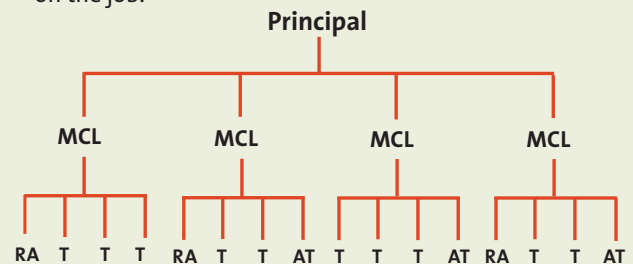 on the job.
Principal
MCL MCL MCL MCL
RA T T T RA T T AT T T T AT RA T T AT